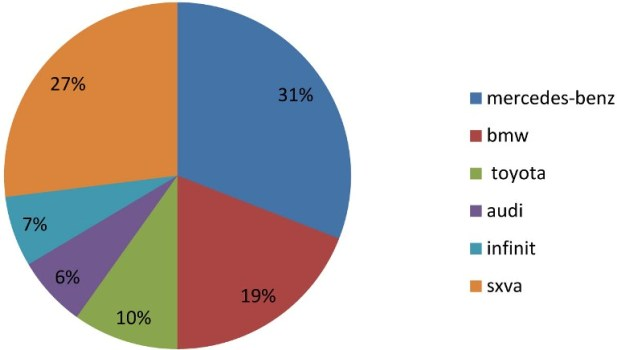 27%
31%
7%
6%
10%
19%
mercedes-benz
bmw
toyota
audi
infinit
sxva